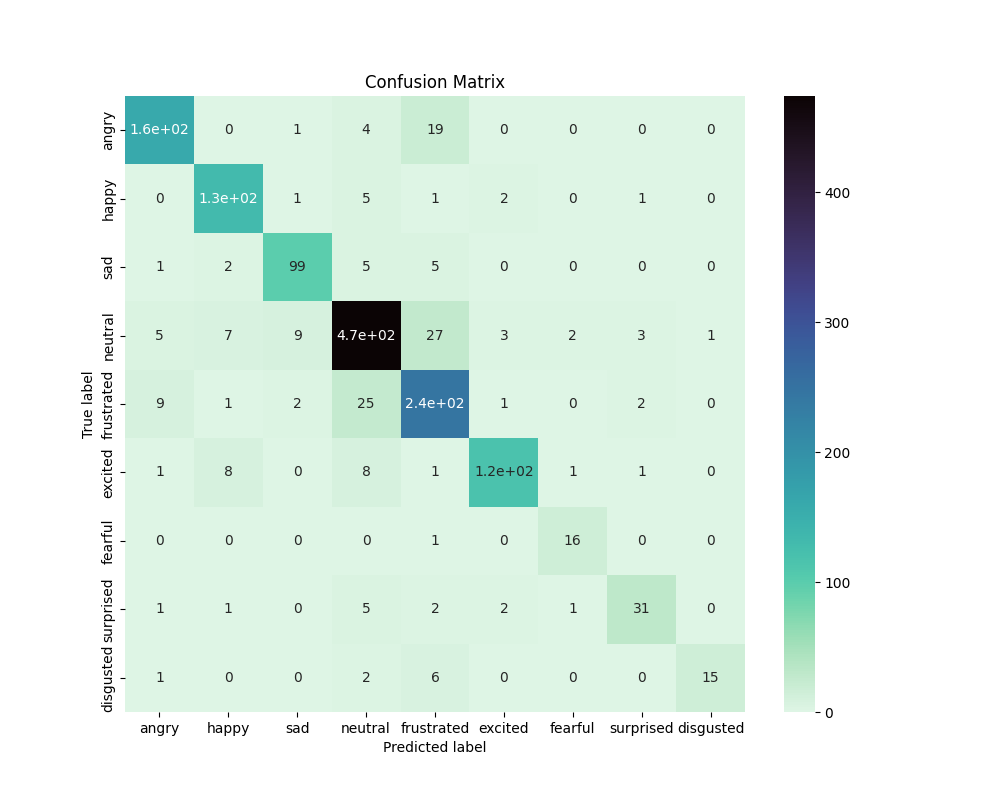 Confusion Matrix
angry 1.6e+02 0 1 4 19 0 0 0 0
happy 0 1.3e+02 1 5 1 2 0 1 0
sad 1 2 99 5 5 0 0 0 0
neutral 5 7 9 4.7e+02 27 3 2 3 1
frustrated 9 1 2 25 2.4e+02 1 0 2 0
excited 1 8 0 8 1 1.2e+02 1 1 0
fearful 0 0 0 0 1 0 16 0 0
surprised 1 1 0 5 2 2 1 31 0
disgusted 1 0 0 2 6 0 0 0 15
True label
angry happy sad neutral frustrated excited fearful surprised disgusted
Predicted label
400
300
200
100
0